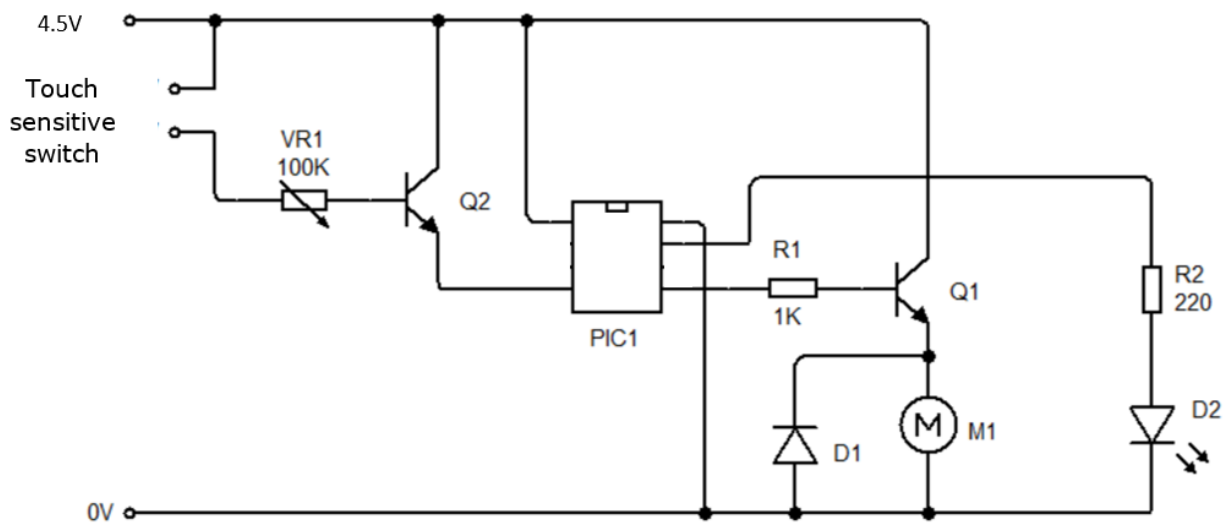 4.5V
Touch
sensitive
switch
VR1
100K
Q2
PIC1
R1
1K
Q1
R2
220
D1
M
M1
D2
0V